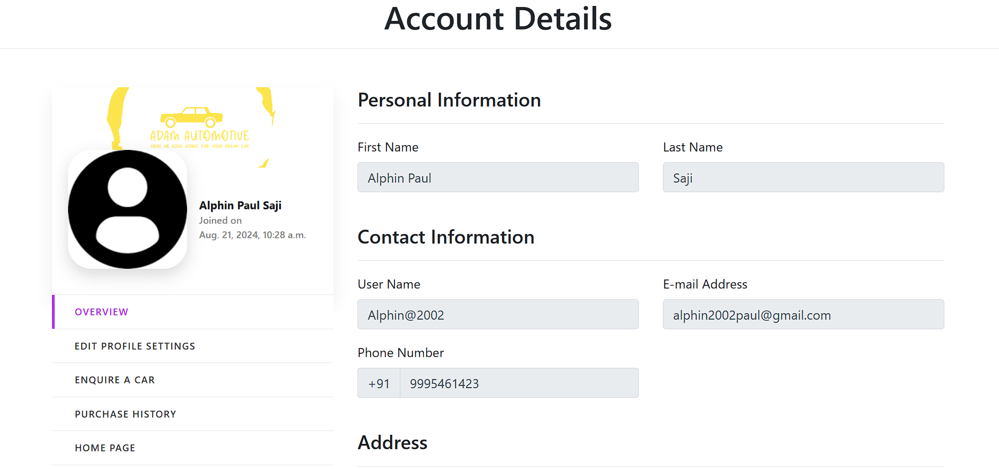 Account Details
ADAM AUTOMOTIVE
HERE WE GIVE WINGS FOR YOUR DREAM CAR
Alphin Paul Saji
Joined on
Aug. 21, 2024, 10:28 a.m.
OVERVIEW
EDIT PROFILE SETTINGS
ENQUIRE A CAR
PURCHASE HISTORY
HOME PAGE
Personal Information
First Name
Last Name
Alphin Paul
Saji
Contact Information
User Name
E-mail Address
Alphin@2002
alphin2002paul@gmail.com
Phone Number
+91 9995461423
Address